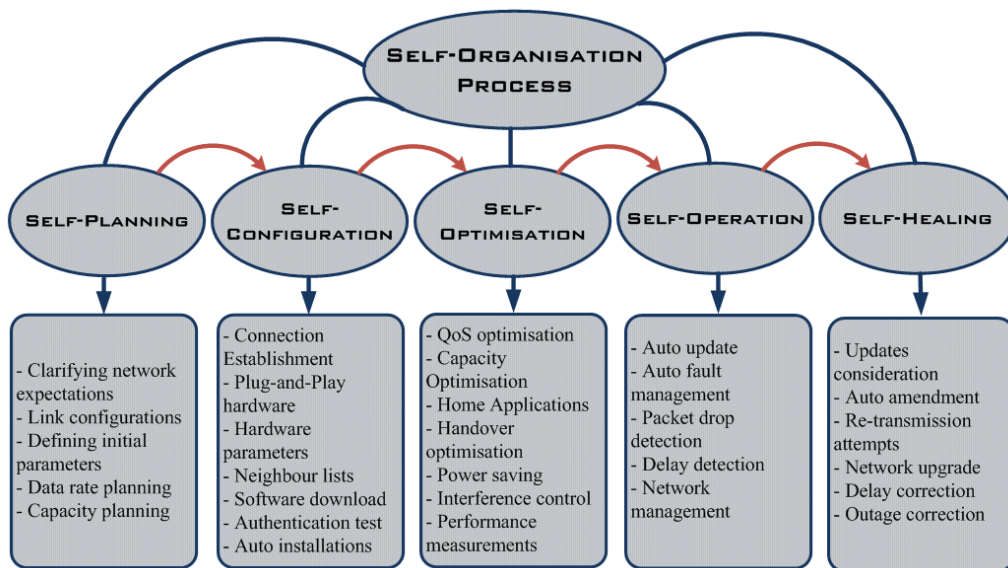 SELF-ORGANISATION
PROCESS
SELF-PLANNING
SELF-
CONFIGURATION
SELF-
OPTIMISATION
SELF-OPERATION
SELF-HEALING
- Clarifying network
expectations
- Link configurations
- Defining initial
parameters
- Data rate planning
- Capacity planning
- Connection
Establishment
- Plug-and-Play
hardware
- Hardware
parameters
- Neighbour lists
- Software download
- Authentication test
- Auto installations
- QoS optimisation
- Capacity
Optimisation
- Home Applications
- Handover
optimisation
- Power saving
- Interference control
- Performance
measurements
- Auto update
- Auto fault
management
- Packet drop
detection
- Delay detection
- Network
management
- Updates
consideration
- Auto amendment
- Re-transmission
attempts
- Network upgrade
- Delay correction
- Outage correction